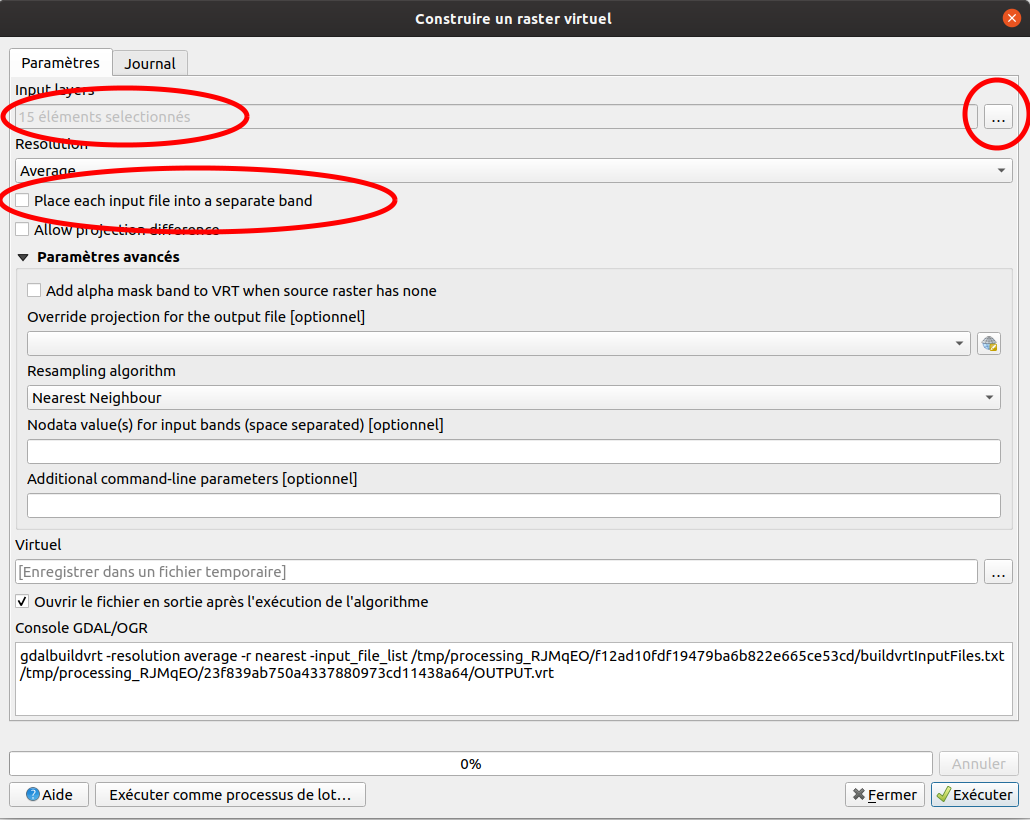 Construire un raster virtuel
Paramètres
Journal
Input layers
15 éléments selectionnés
...
Resolution
Average
Place each input file into a separate band
Allow projection difference
Paramètres avancés
Add alpha mask band to VRT when source raster has none
Override projection for the output file [optionnel]
Resampling algorithm
Nearest Neighbour
Nodata value(s) for input bands (space separated) [optionnel]
Additional command-line parameters [optionnel]
Virtuel
[Enregistrer dans un fichier temporaire]
...
Ouvrir le fichier en sortie après l'exécution de l'algorithme
Console GDAL/OGR
gdalbuildvrt -resolution average -r nearest -input_file_list /tmp/processing_RJMqEO/f12ad10fdf19479ba6b822e665ce53cd/buildvrtInputFiles.txt
/tmp/processing_RJMqEO/23f839ab750a4337880973cd11438a64/OUTPUT.vrt
0%
Annuler
Aide
Exécuter comme processus de lot...
Fermer
Exécuter